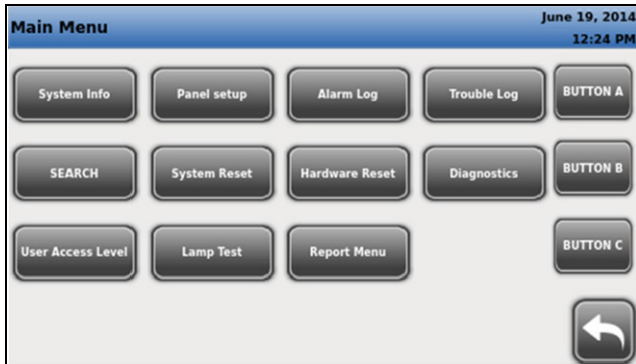 Main Menu
June 19, 2014
12:24 PM
System Info
Panel setup
Alarm Log
Trouble Log
BUTTON A
SEARCH
System Reset
Hardware Reset
Diagnostics
BUTTON B
User Access Level
Lamp Test
Report Menu
BUTTON C